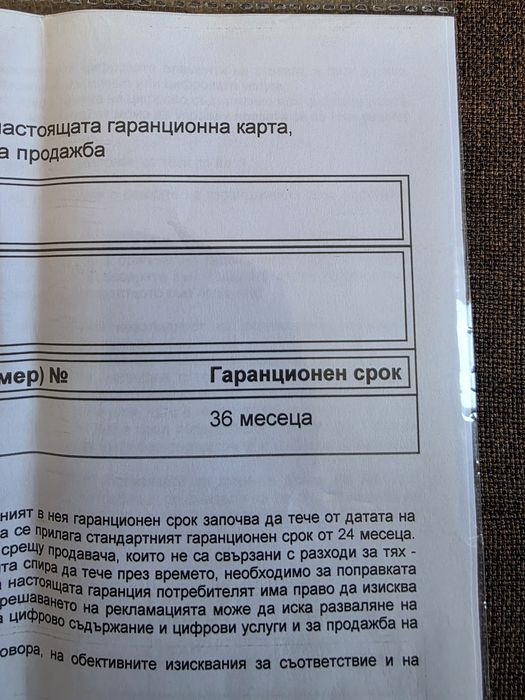 настоящата гаранционна карта,
а продажба
мер) № Гаранционен срок
36 месеца
ният в нея гаранционен срок започва да тече от датата на
а се прилага стандартният гаранционен срок от 24 месеца.
срещу продавача, които не са свързани с разходи за тях -
та спира да тече през времето, необходимо за поправката
настоящата гаранция потребителят има право да изисква
решаването на рекламацията може да иска разваляне на
цифрово съдържание и цифрови услуги и за продажба на
говора, на обективните изисквания за съответствие и на